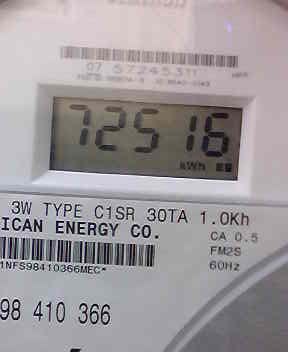 07 57245311
72516
kWh
3W TYPE C1SR 30TA 1.0Kh
ICAN ENERGY CO.
CA 0.5
FM2S
1NFS98410366MEC*
60Hz
98 410 366